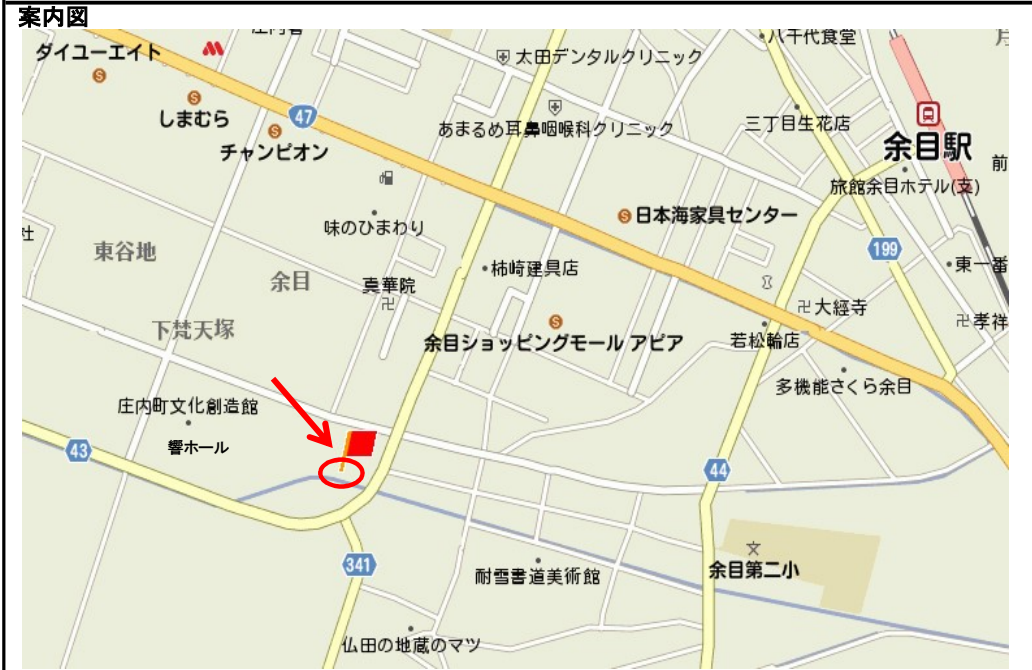 案内図
八千代食堂
ダイユーエイト
太田デンタルクリニック
しまむら
47
あまるめ耳鼻咽喉科クリニック
三丁目生花店
余目駅
チャンピオン
前
旅館余目ホテル(支)
味のひまわり
日本海家具センター
社
東谷地
199
東一番
余目
柿崎建具店
真華院
大經寺
孝祥
下梵天塚
余目ショッピングモール アピア
若松輪店
多機能さくら余目
庄内町文化創造館
響ホール
43
44
341
耐雪書道美術館
余目第二小
仏田の地蔵のマツ